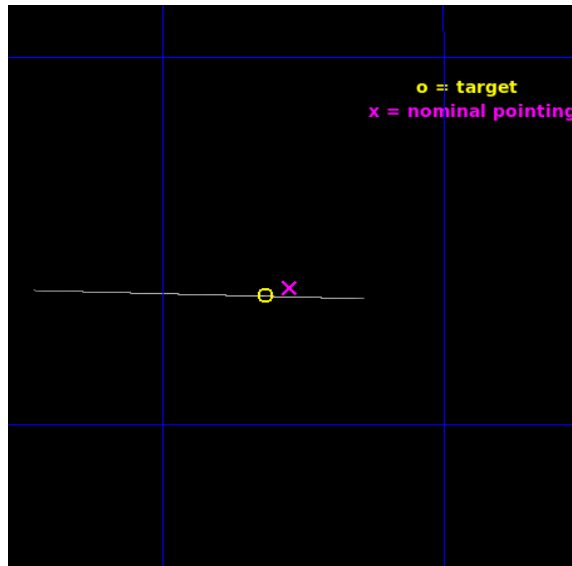 o = target
x = nominal pointing